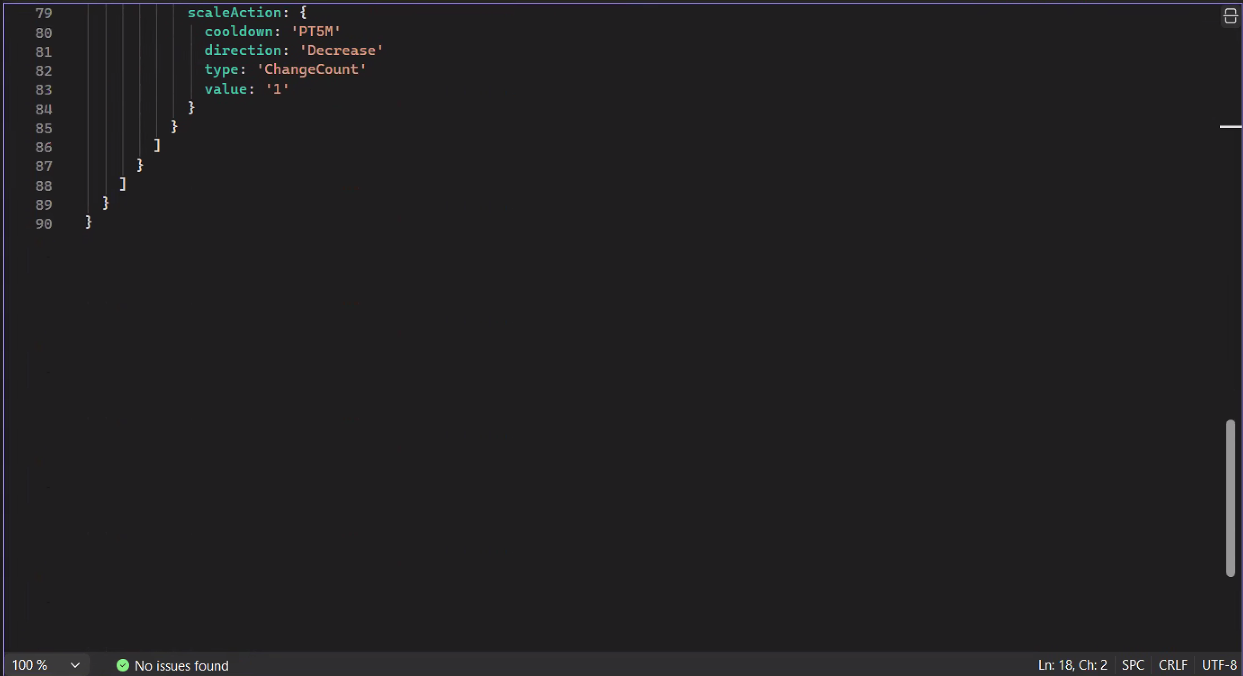 79 scaleAction: {
80 cooldown: 'PT5M'
81 direction: 'Decrease'
82 type: 'ChangeCount'
83 value: '1'
84 }
85 }
86 ]
87 }
88 ]
89 }
90 }
100 % No issues found Ln: 18, Ch: 2 SPC CRLF UTF-8